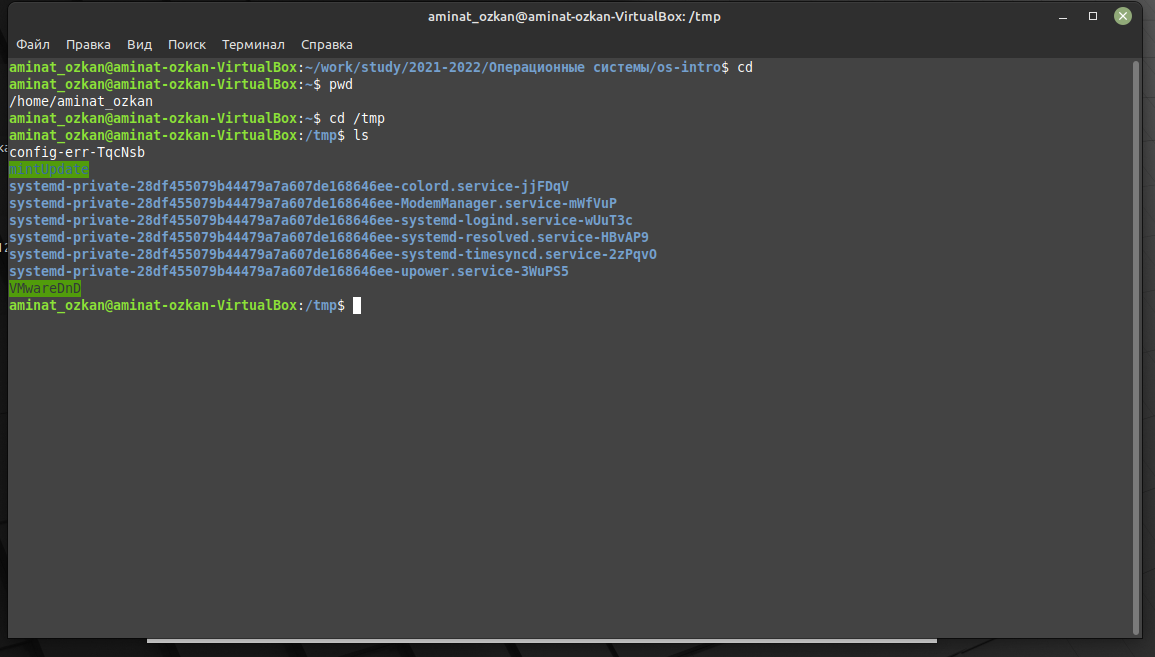 aminat_ozkan@aminat-ozkan-VirtualBox: /tmp
Файл Правка Вид Поиск Терминал Справка
aminat_ozkan@aminat-ozkan-VirtualBox:~/work/study/2021-2022/Операционные системы/os-intro$ cd
aminat_ozkan@aminat-ozkan-VirtualBox:~$ pwd
/home/aminat_ozkan
aminat_ozkan@aminat-ozkan-VirtualBox:~$ cd /tmp
aminat_ozkan@aminat-ozkan-VirtualBox:/tmp$ ls
config-err-TqcNsb
mintUpdate
systemd-private-28df455079b44479a7a607de168646ee-colord.service-jjFDqV
systemd-private-28df455079b44479a7a607de168646ee-ModemManager.service-mWfVuP
systemd-private-28df455079b44479a7a607de168646ee-systemd-logind.service-wUuT3c
systemd-private-28df455079b44479a7a607de168646ee-systemd-resolved.service-HBvAP9
systemd-private-28df455079b44479a7a607de168646ee-systemd-timesyncd.service-2zPqvO
systemd-private-28df455079b44479a7a607de168646ee-upower.service-3WuPS5
VMwareDnD
aminat_ozkan@aminat-ozkan-VirtualBox:/tmp$